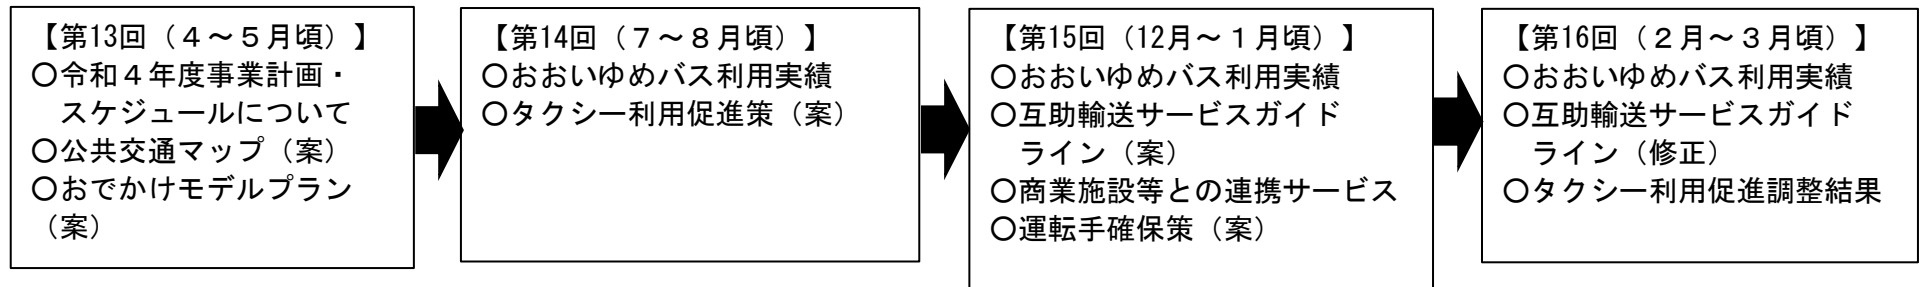 【第13回（４～５月頃）】
〇令和４年度事業計画・
スケジュールについて
〇公共交通マップ（案）
〇おでかけモデルプラン
（案）
【第14回（７～８月頃）】
〇おおいゆめバス利用実績
〇タクシー利用促進策（案）
【第15回（12月～１月頃）】
〇おおいゆめバス利用実績
〇互助輸送サービスガイド
ライン（案）
〇商業施設等との連携サービス
〇運転手確保策（案）
【第16回（２月～３月頃）】
〇おおいゆめバス利用実績
〇互助輸送サービスガイド
ライン（修正）
〇タクシー利用促進調整結果